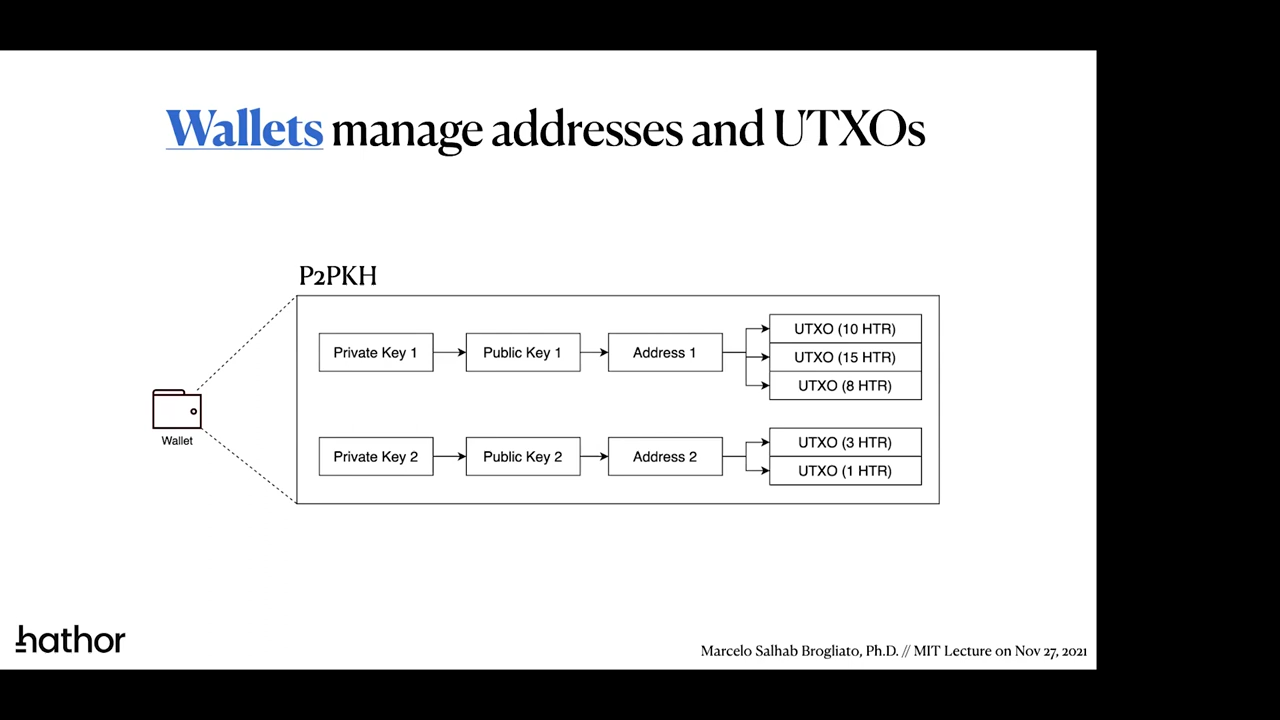 Wallets manage addresses and UTXOs
P2PKH
Private Key 1
Public Key 1
Address 1
UTXO (10 HTR)
UTXO (15 HTR)
UTXO (8 HTR)
Wallet
Private Key 2
Public Key 2
Address 2
UTXO (3 HTR)
UTXO (1 HTR)
hathor
Marcelo Salhab Brogliato, Ph.D. // MIT Lecture on Nov 27, 2021